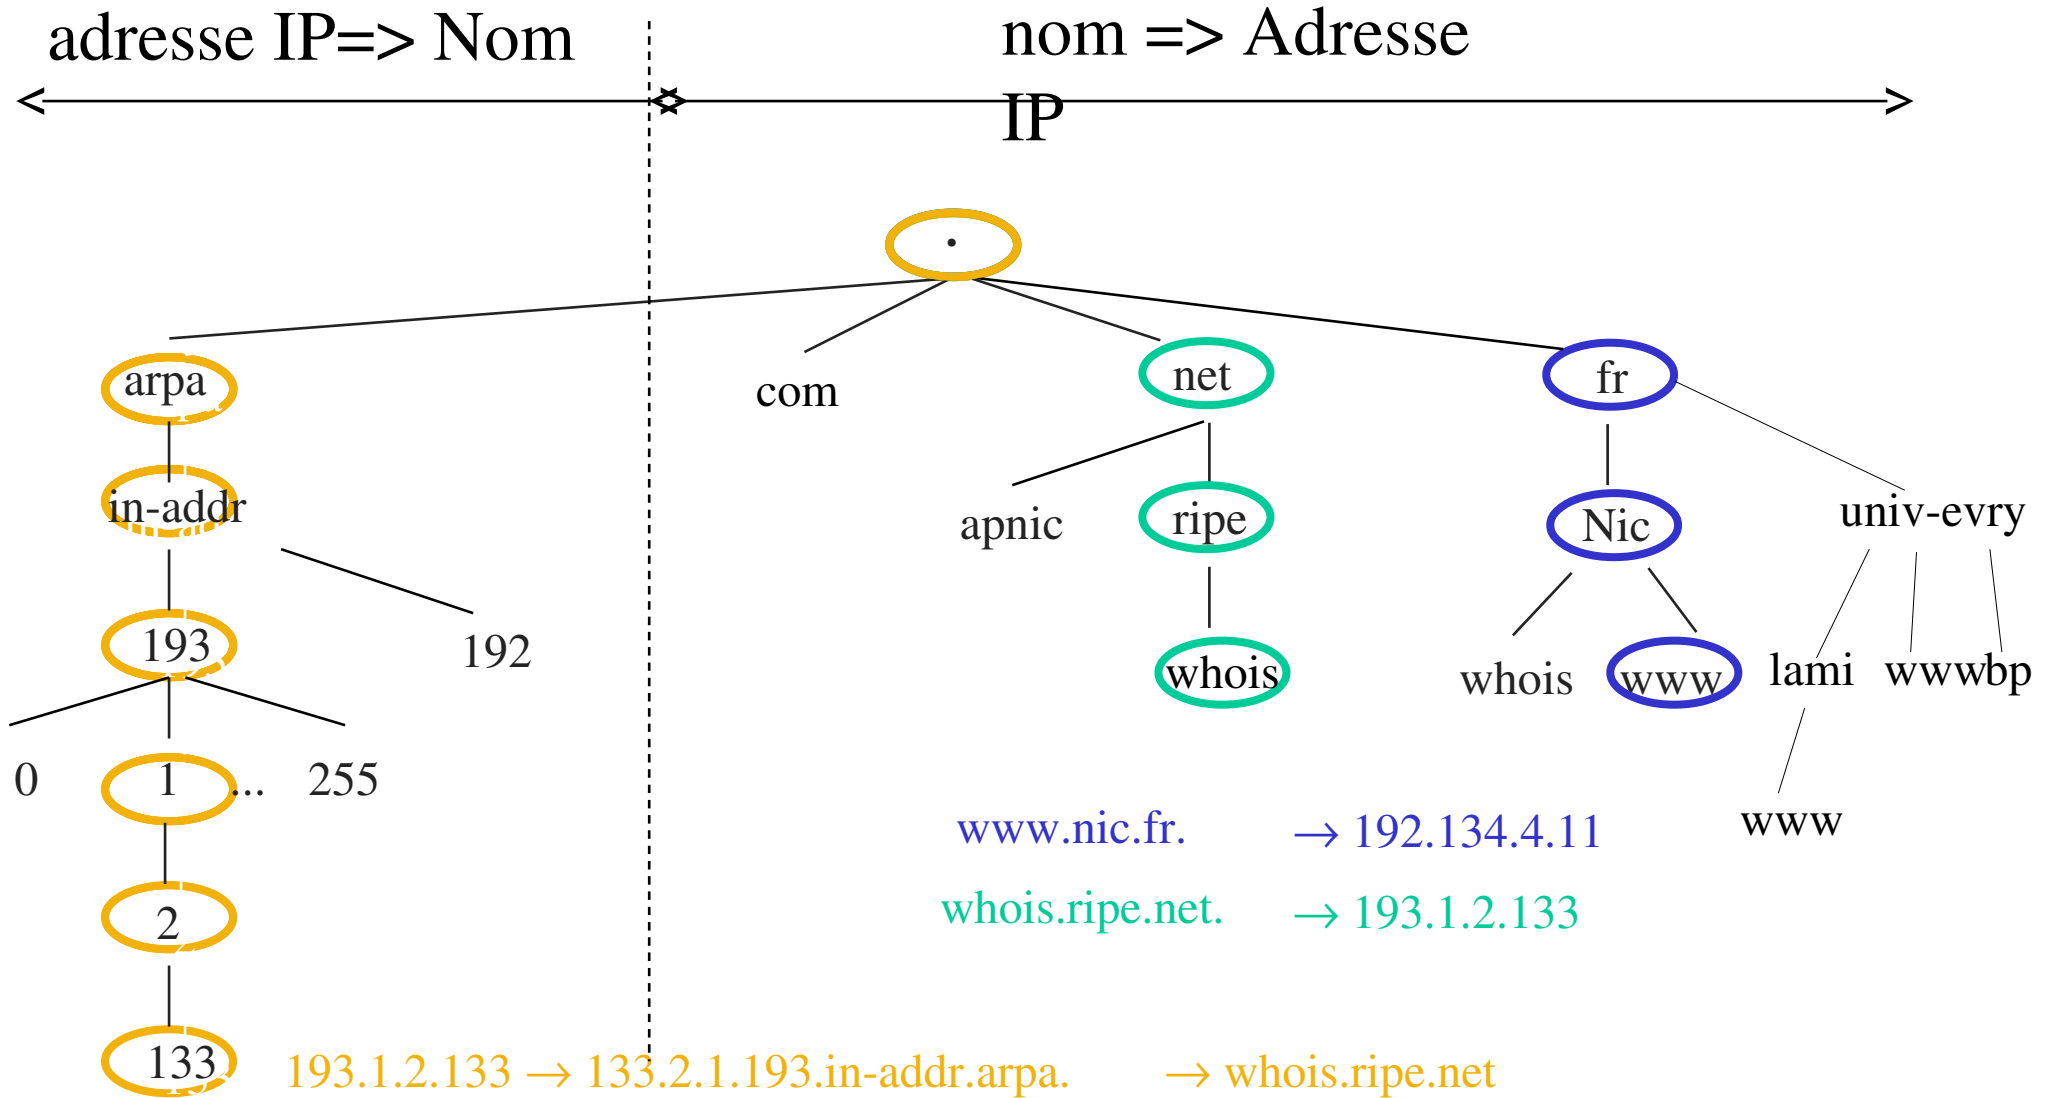 adresse IP=> Nom
nom => Adresse
IP
.
arpa
com
net
fr
in-addr
apnic
ripe
Nic
univ-evry
193
192
whois
whois
www
lami
www
bp
0
1
...
255
www
www.nic.fr. → 192.134.4.11
whois.ripe.net. → 193.1.2.133
2
133
193.1.2.133 → 133.2.1.193.in-addr.arpa. → whois.ripe.net